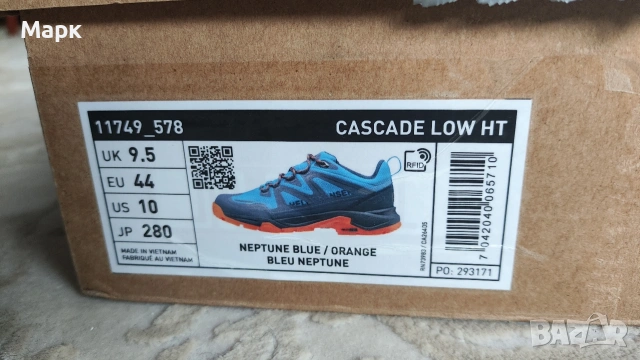 Марк
11749_578
CASCADE LOW HT
UK 9.5
EU 44
US 10
JP 280
MADE IN VIETNAM
FABRIQUÉ AU VIETNAM
NEPTUNE BLUE / ORANGE
BLEU NEPTUNE
RFID
7 042040 065710
PO: 293171
BAZAR